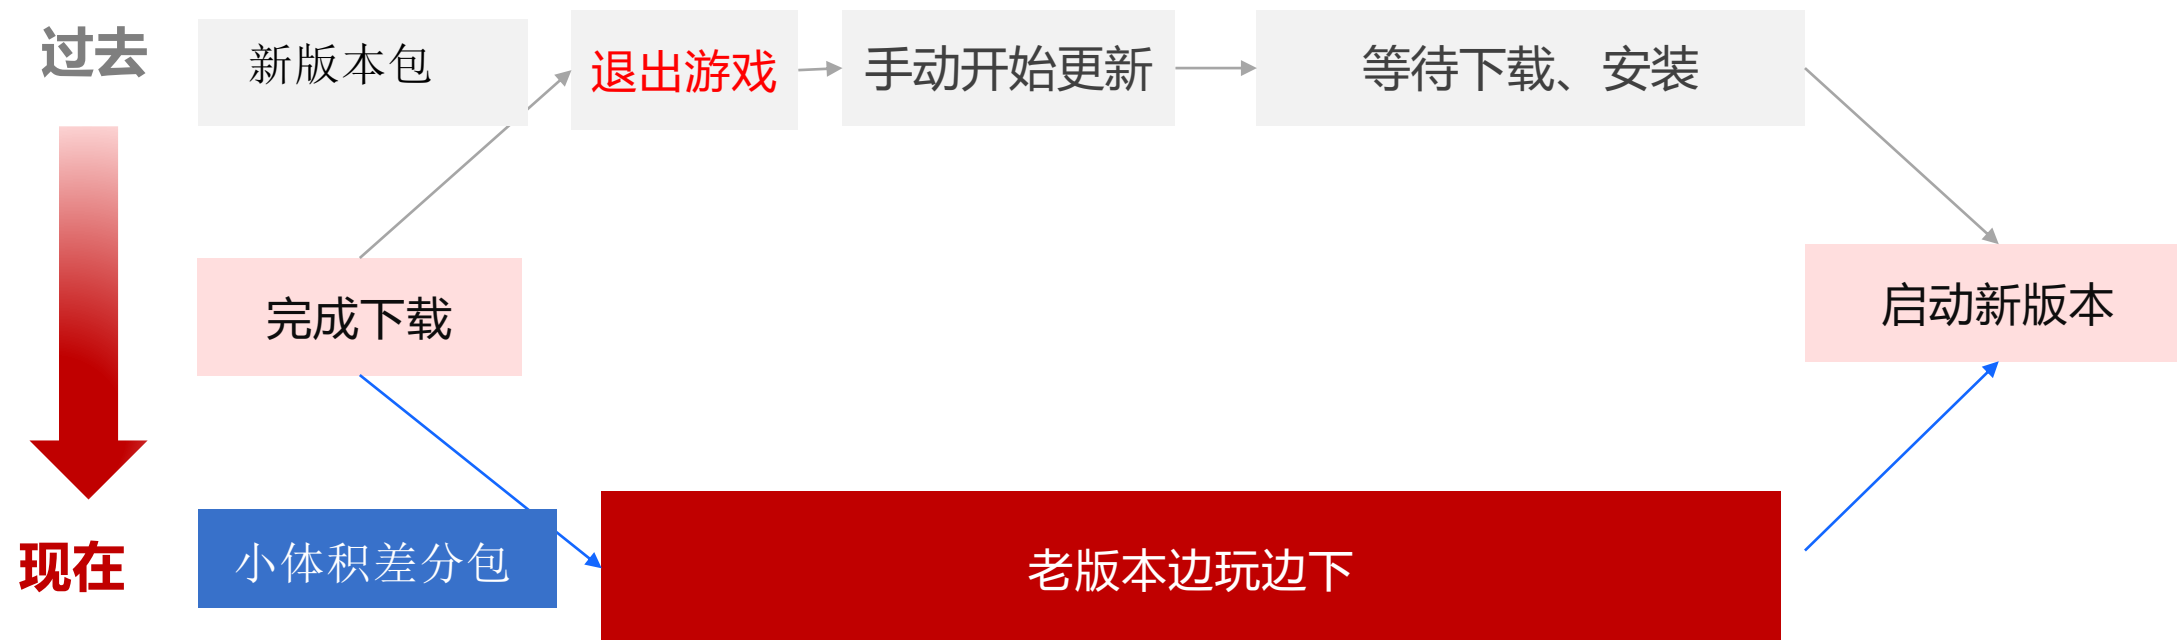 过去
新版本包
退出游戏
手动开始更新
等待下载、安装
完成下载
启动新版本
现在
小体积差分包
老版本边玩边下